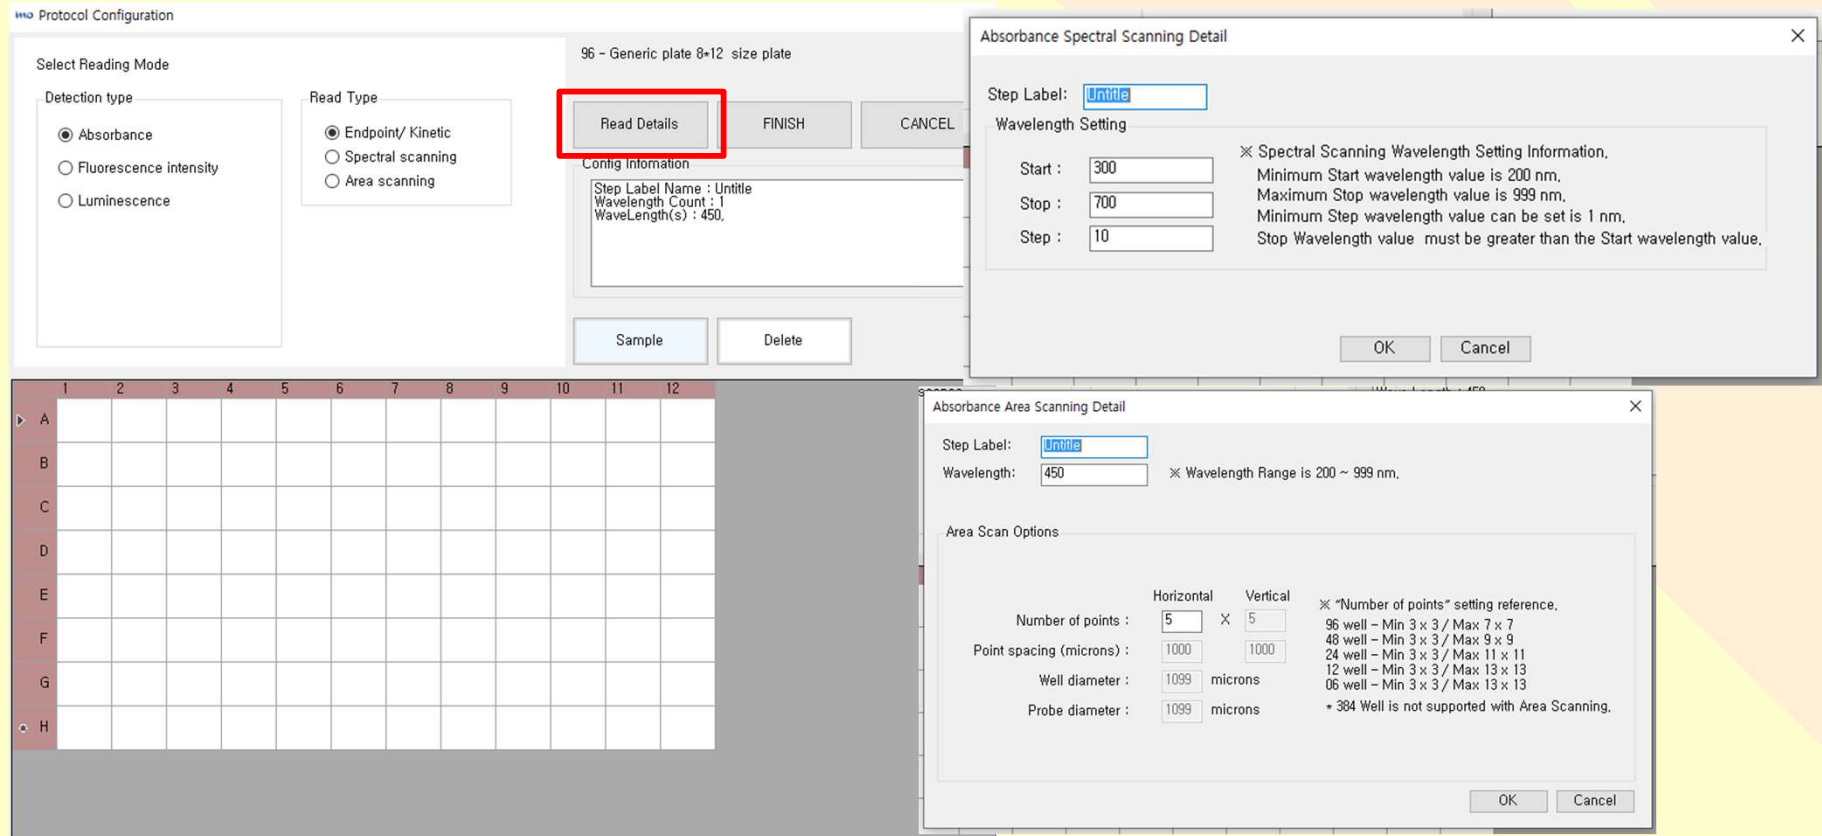 imo Protocol Configuration
Select Reading Mode
Detection type
Absorbance
Fluorescence intensity
Luminescence
Read Type
Endpoint/ Kinetic
Spectral scanning
Area scanning
96 - Generic plate 8*12 size plate
Read Details
FINISH
CANCEL
Config Infomation
Step Label Name : Untitle
Wavelength Count : 1
WaveLength(s) : 450,
Sample
Delete
1 2 3 4 5 6 7 8 9 10 11 12
A
B
C
D
E
F
G
H
Absorbance Spectral Scanning Detail
Step Label: Untitle
Wavelength Setting
Start : 300
Stop : 700
Step : 10
※ Spectral Scanning Wavelength Setting Information,
Minimum Start wavelength value is 200 nm,
Maximum Stop wavelength value is 999 nm,
Minimum Step wavelength value can be set is 1 nm,
Stop Wavelength value must be greater than the Start wavelength value,
OK
Cancel
Absorbance Area Scanning Detail
Step Label: Untitle
Wavelength: 450 ※ Wavelength Range is 200 ~ 999 nm,
Area Scan Options
Horizontal Vertical
Number of points : 5 X 5
Point spacing (microns) : 1000 1000
Well diameter : 1099 microns
Probe diameter : 1099 microns
※ "Number of points" setting reference,
96 well - Min 3 x 3 / Max 7 x 7
48 well - Min 3 x 3 / Max 9 x 9
24 well - Min 3 x 3 / Max 11 x 11
12 well - Min 3 x 3 / Max 13 x 13
06 well - Min 3 x 3 / Max 13 x 13
* 384 Well is not supported with Area Scanning,
OK
Cancel